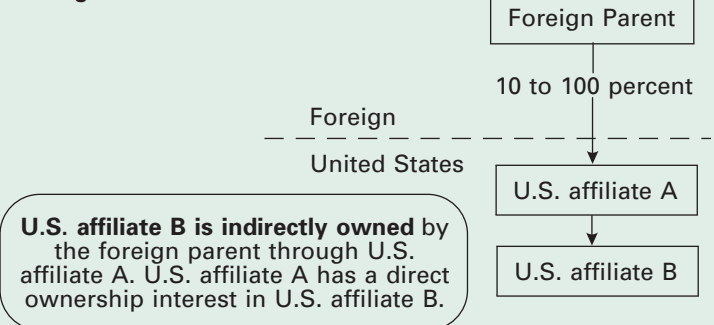 Foreign Parent
10 to 100 percent
Foreign
United States
U.S. affiliate A
U.S. affiliate B is indirectly owned by
the foreign parent through U.S.
affiliate A. U.S. affiliate A has a direct
ownership interest in U.S. affiliate B.
U.S. affiliate B